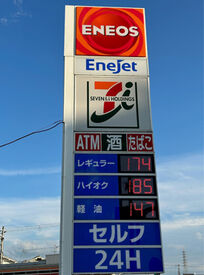 ENEOS
EneJet
SEVEN & i HOLDINGS
ATM 酒 たばこ
レギュラー 174
ハイオク 185
軽油 147
セルフ
24H